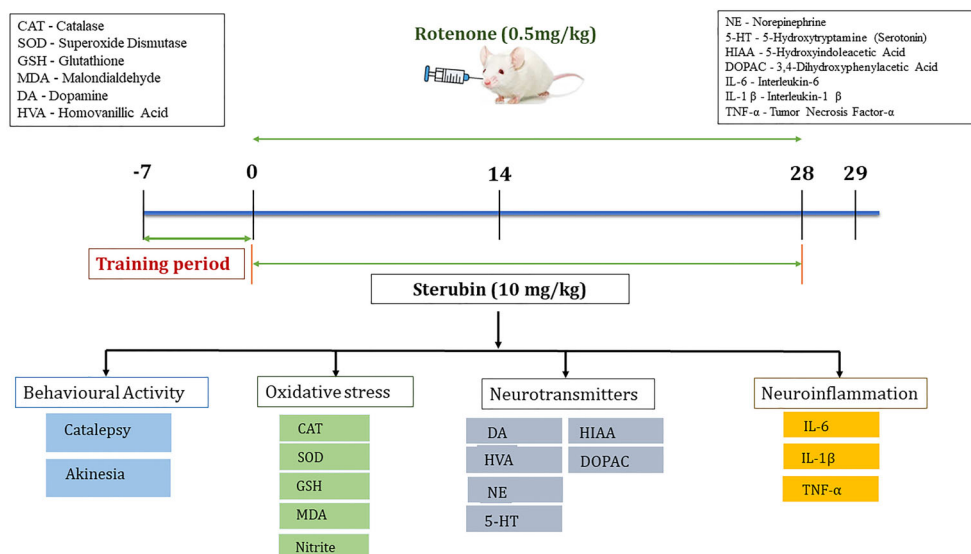 CAT - Catalase
SOD - Superoxide Dismutase
GSH - Glutathione
MDA - Malondialdehyde
DA - Dopamine
HVA - Homovanillic Acid
Rotenone (0.5mg/kg)
NE - Norepinephrine
5-HT - 5-Hydroxytryptamine (Serotonin)
HIAA - 5-Hydroxyindoleacetic Acid
DOPAC - 3,4-Dihydroxyphenylacetic Acid
IL-6 - Interleukin-6
IL-1 β - Interleukin-1 β
TNF-α - Tumor Necrosis Factor-α
-7 0 14 28 29
Training period
Sterubin (10 mg/kg)
Behavioural Activity
Catalepsy
Akinesia
Oxidative stress
CAT
SOD
GSH
MDA
Nitrite
Neurotransmitters
DA
HVA
NE
5-HT
HIAA
DOPAC
Neuroinflammation
IL-6
IL-1β
TNF-α